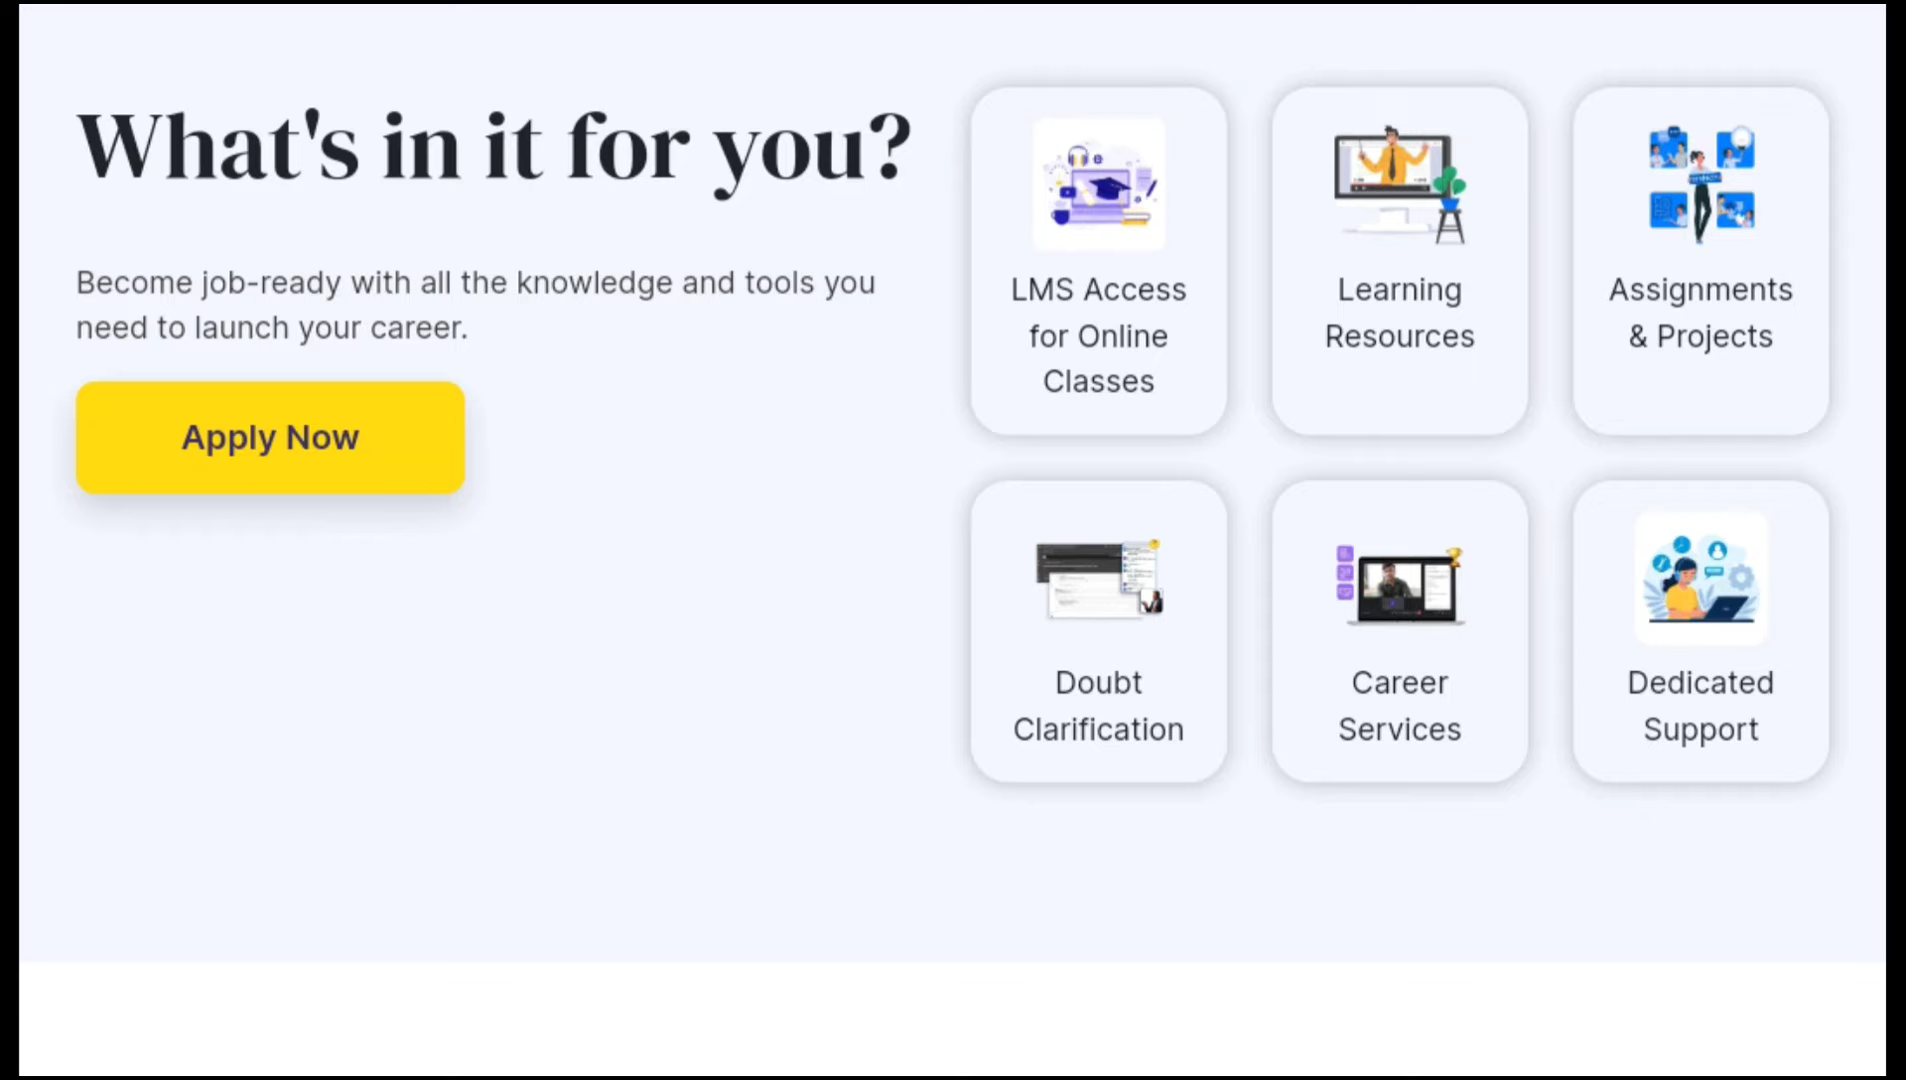 What's in it for you?
Become job-ready with all the knowledge and tools you
need to launch your career.
Apply Now
LMS Access
for Online
Classes
Learning
Resources
Assignments
& Projects
Doubt
Clarification
Career
Services
Dedicated
Support